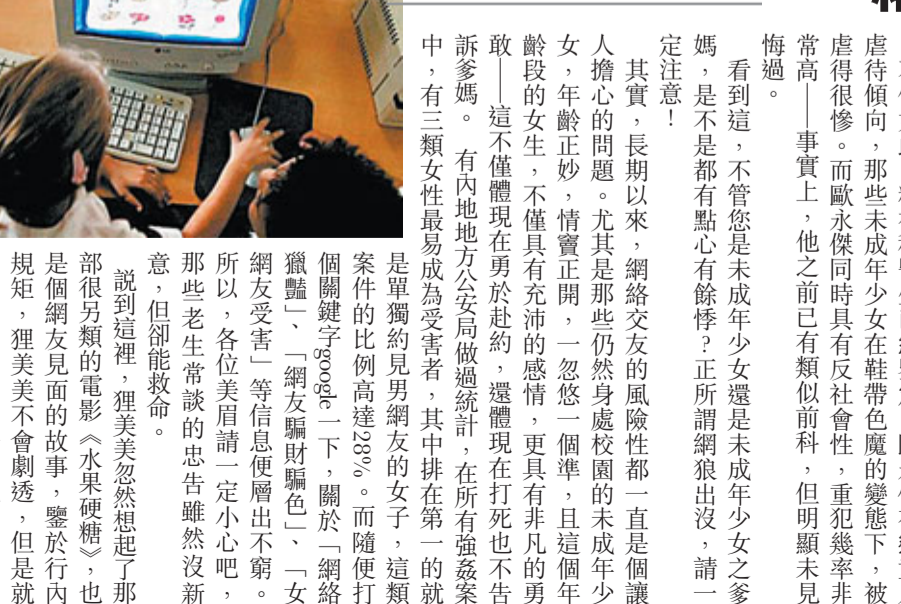 虐待傾向，那些未成年少女在鞋帶色魔的變態下，被
虐得很慘。而歐永傑同時具有反社會性，重犯幾率非
常高——事實上，他之前已有類似前科，但明顯未見
悔過。
看到這，不管您是未成年少女還是未成年少女之爹
媽，是不是都有點心有餘悸？正所謂網狼出沒，請一
定注意！
其實，長期以來，網絡交友的風險性都一直是個讓
人擔心的問題。尤其是那些仍然身處校園的未成年少
女，年齡正妙，情竇正開，一忽悠一個準，且這個年
齡段的女生，不僅具有充沛的感情，更具有非凡的勇
敢——這不僅體現在勇於赴約，還體現在打死也不告
訴爹媽。 有內地地方公安局做過統計，在所有強姦案
中，有三類女性最易成為受害者，其中排在第一的就
是單獨約見男網友的女子，這類
案件的比例高達28%。而隨便打
個關鍵字google一下，關於「網絡
獵豔」、「網友騙財騙色」、「女
網友受害」等信息便層出不窮。
所以，各位美眉請一定小心吧，
那些老生常談的忠告雖然沒新
意，但卻能救命。
説到這裡，狸美美忽然想起了那
部很另類的電影《水果硬糖》，也
是個網友見面的故事，鑒於行內
規矩，狸美美不會劇透，但是就